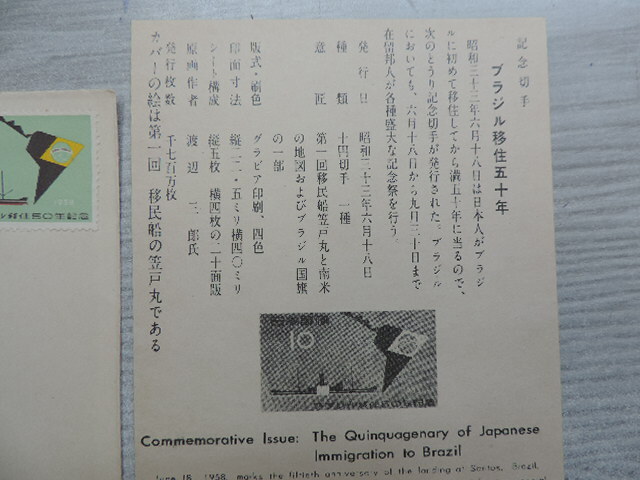 記念切手
ブラジル移住五十年
昭和三十三年六月十八日は日本人がブラジ
ルに初めて移住してから満五十年に当るので、
次のとうり記念切手が発行された。ブラジル
においても、六月十八日から九月三十日まで
在留邦人が各種盛大な記念祭を行う。
発行日 昭和三十三年六月十八日
種類 十円切手 一種
意匠 第一回移民船笠戸丸と南米
の地図およびブラジル国旗
の一部
版式・刷色 グラビア印刷、四色
印面寸法 縦二二・五ミリ横四〇ミリ
シート構成 縦五枚 横四枚の二十面版
原画作者 渡辺三郎氏
発行枚数 千七百万枚
カバーの絵は第一回 移民船の笠戸丸である
10
Commemorative Issue: The Quinquagenary of Japanese
Immigration to Brazil
June 18, 1958, marks the fiftieth anniversary of the landing at Santos, Brazil,
1958
移住50年記念